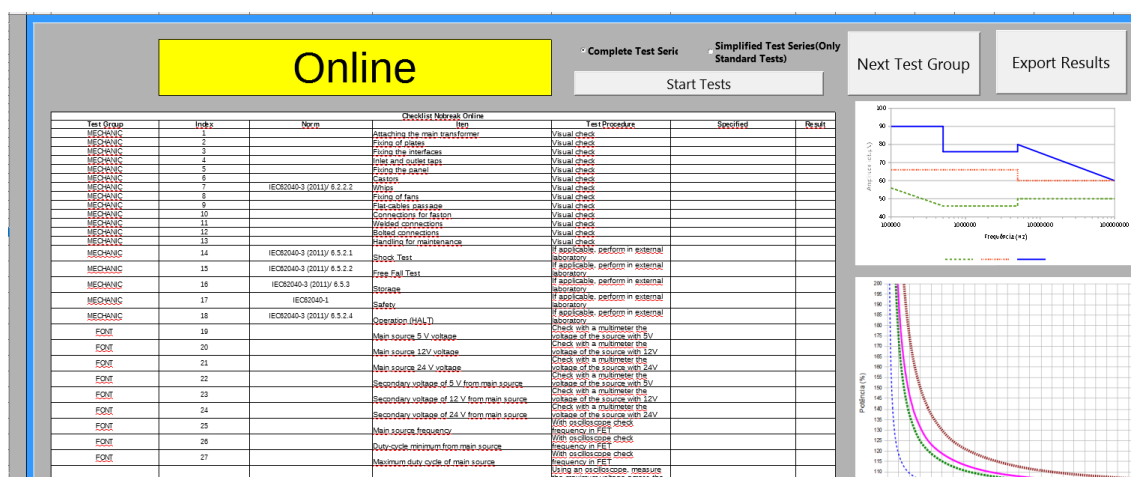 Online
Complete Test Seric
Simplified Test Series(Only
Standard Tests)
Start Tests
Next Test Group
Export Results
Checklist Nobreak Online
Test Group Index Norm Item Test Procedure Specified Result
MECHANIC 1 Attaching the main transformer Visual check
MECHANIC 2 Fixing of plates Visual check
MECHANIC 3 Fixing the interfaces Visual check
MECHANIC 4 Inlet and outlet taps Visual check
MECHANIC 5 Fixing the panel Visual check
MECHANIC 6 Castors Visual check
MECHANIC 7 IEC62040-3 (2011)/ 6.2.2.2 Whips Visual check
MECHANIC 8 Fixing of fans Visual check
MECHANIC 9 Flat-cables passage Visual check
MECHANIC 10 Connections for faston Visual check
MECHANIC 11 Welded connections Visual check
MECHANIC 12 Bolted connections Visual check
MECHANIC 13 Handling for maintenance Visual check
MECHANIC 14 IEC62040-3 (2011)/ 6.5.2.1 Shock Test If applicable, perform in external
laboratory
MECHANIC 15 IEC62040-3 (2011)/ 6.5.2.2 Free Fall Test If applicable, perform in external
laboratory
MECHANIC 16 IEC62040-3 (2011)/ 6.5.3 Storage If applicable, perform in external
laboratory
MECHANIC 17 IEC62040-1 Safety If applicable, perform in external
laboratory
MECHANIC 18 IEC62040-3 (2011)/ 6.5.2.4 Operation (HALT) If applicable, perform in external
laboratory
FONT 19 Main source 5 V voltage Check with a multimeter the
voltage of the source with 5V
FONT 20 Main source 12V voltage Check with a multimeter the
voltage of the source with 12V
FONT 21 Main source 24 V voltage Check with a multimeter the
voltage of the source with 24V
FONT 22 Secondary voltage of 5 V from main source Check with a multimeter the
voltage of the source with 5V
FONT 23 Secondary voltage of 12 V from main source Check with a multimeter the
voltage of the source with 12V
FONT 24 Secondary voltage of 24 V from main source Check with a multimeter the
voltage of the source with 24V
FONT 25 Main source frequency With oscilloscope check
frequency in FET
FONT 26 Duty-cycle minimum from main source With oscilloscope check
frequency in FET
FONT 27 Maximum duty cycle of main source With oscilloscope check
frequency in FET
Using an oscilloscope, measure
100
90
80
70
60
50
40
100000 1000000 10000000 100000000
Frequência (HZ)
200
195
190
185
180
175
170
165
160
155
150
145
140
135
130
125
120
115
110
Potência (%)